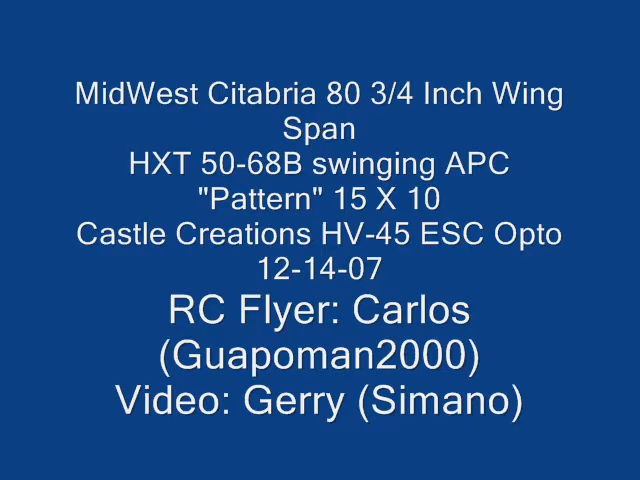 MidWest Citabria 80 3/4 Inch Wing
Span
HXT 50-68B swinging APC
"Pattern" 15 X 10
Castle Creations HV-45 ESC Opto
12-14-07
RC Flyer: Carlos
(Guapoman2000)
Video: Gerry (Simano)